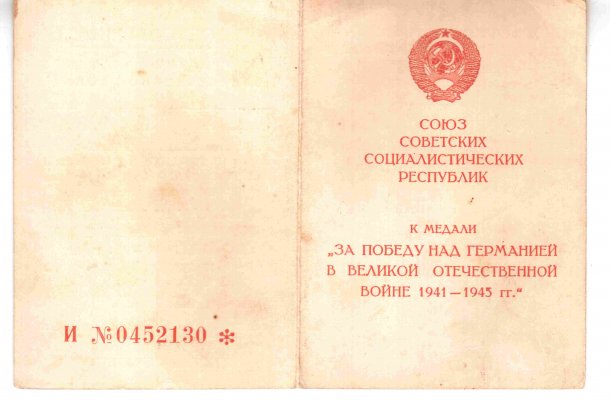 И №0452130 *
СОЮЗ
СОВЕТСКИХ
СОЦИАЛИСТИЧЕСКИХ
РЕСПУБЛИК
К МЕДАЛИ
„ЗА ПОБЕДУ НАД ГЕРМАНИЕЙ
В ВЕЛИКОЙ ОТЕЧЕСТВЕННОЙ
ВОЙНЕ 1941—1945 гг.“